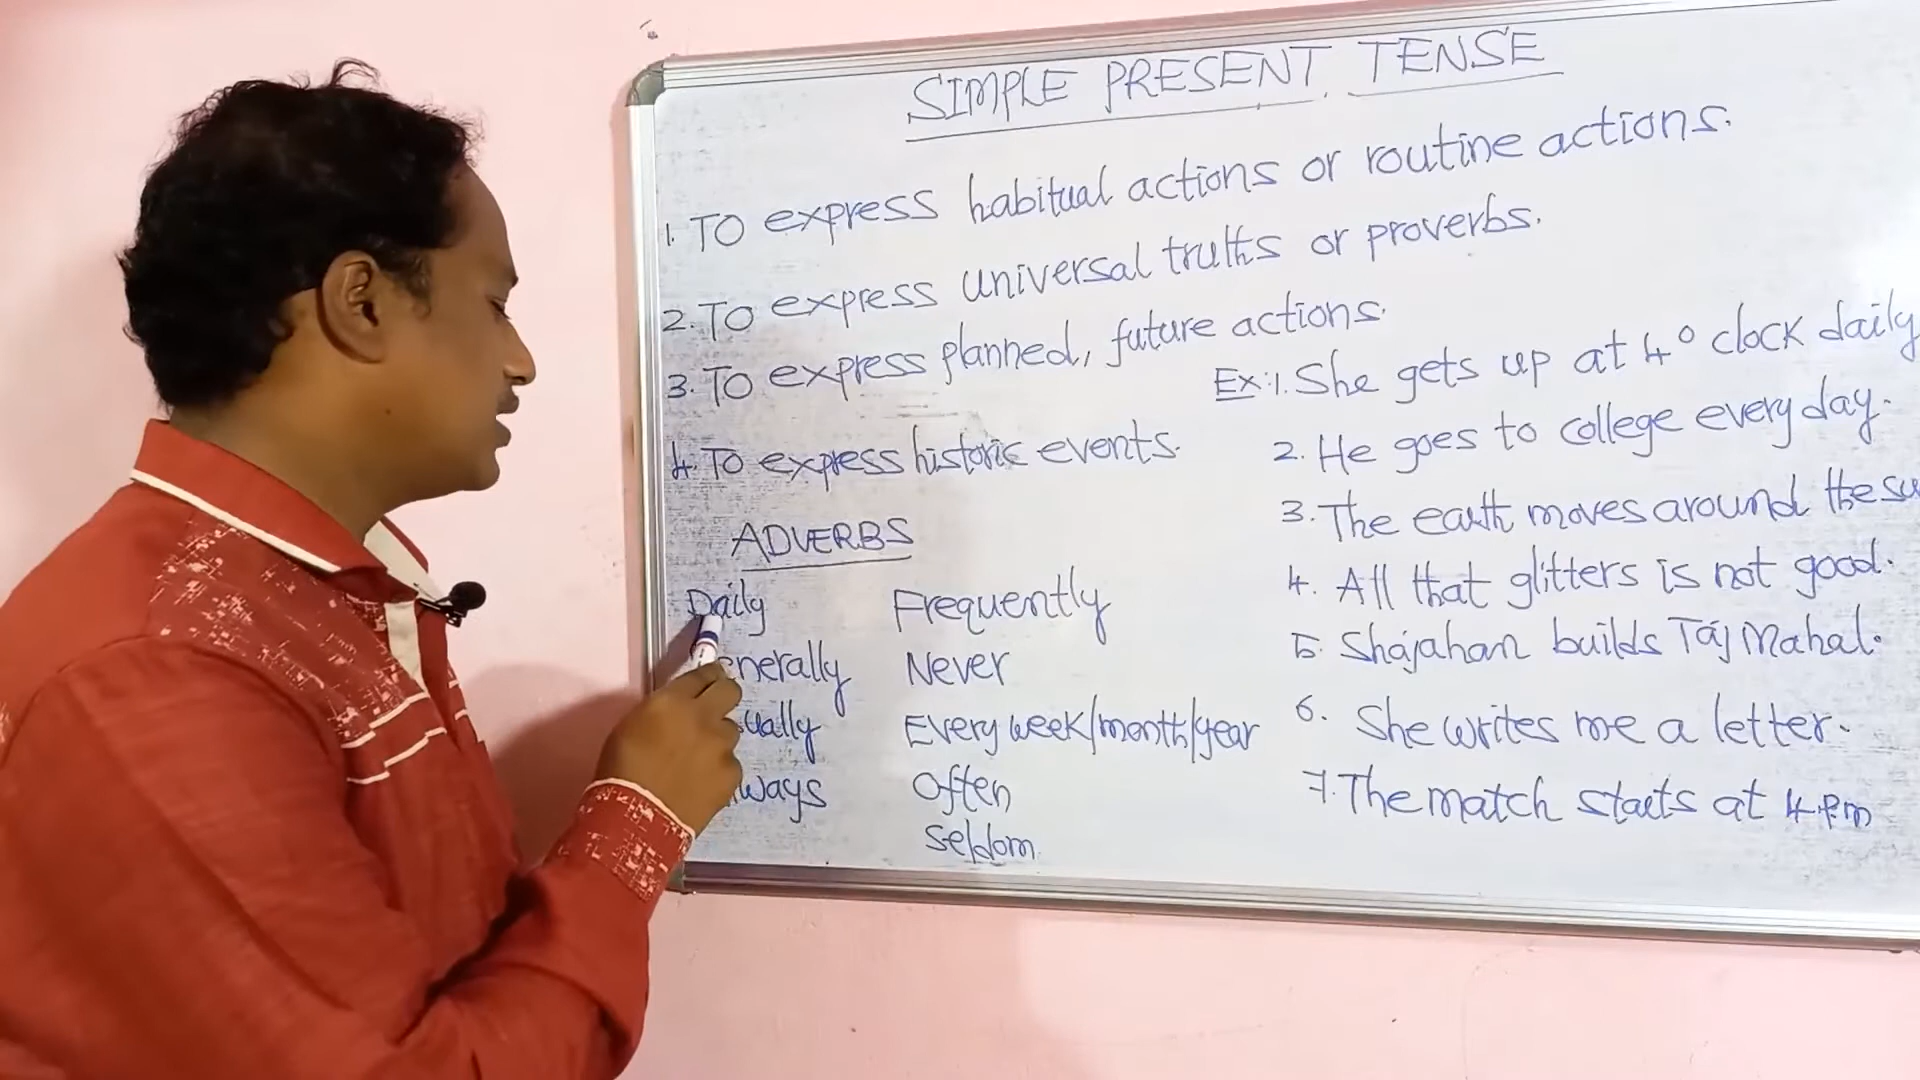 SIMPLE PRESENT TENSE
1. TO express habitual actions or routine actions.
2. TO express universal truths or proverbs.
3. TO express planned, future actions.
4. TO express historic events.
Ex:1. She gets up at 4° clock daily
2. He goes to college every day.
3. The earth moves around the su
4. All that glitters is not good.
5. Shajahan builds Taj Mahal.
6. She writes me a letter.
7. The match starts at 4 P.m
ADVERBS
Daily Frequently
enerally Never
ually Every week/month/year
ways Often
seldom